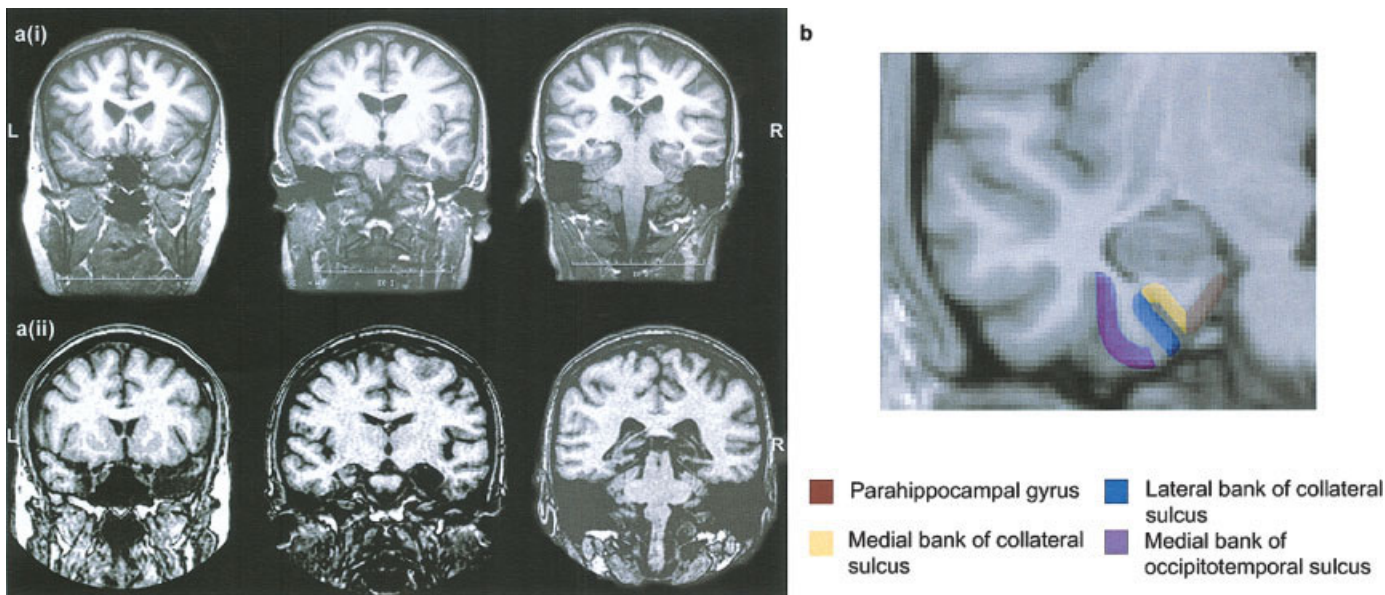 a(i)
L
R
a(ii)
L
R
b
Parahippocampal gyrus
Medial bank of collateral
sulcus
Lateral bank of collateral
sulcus
Medial bank of
occipitotemporal sulcus